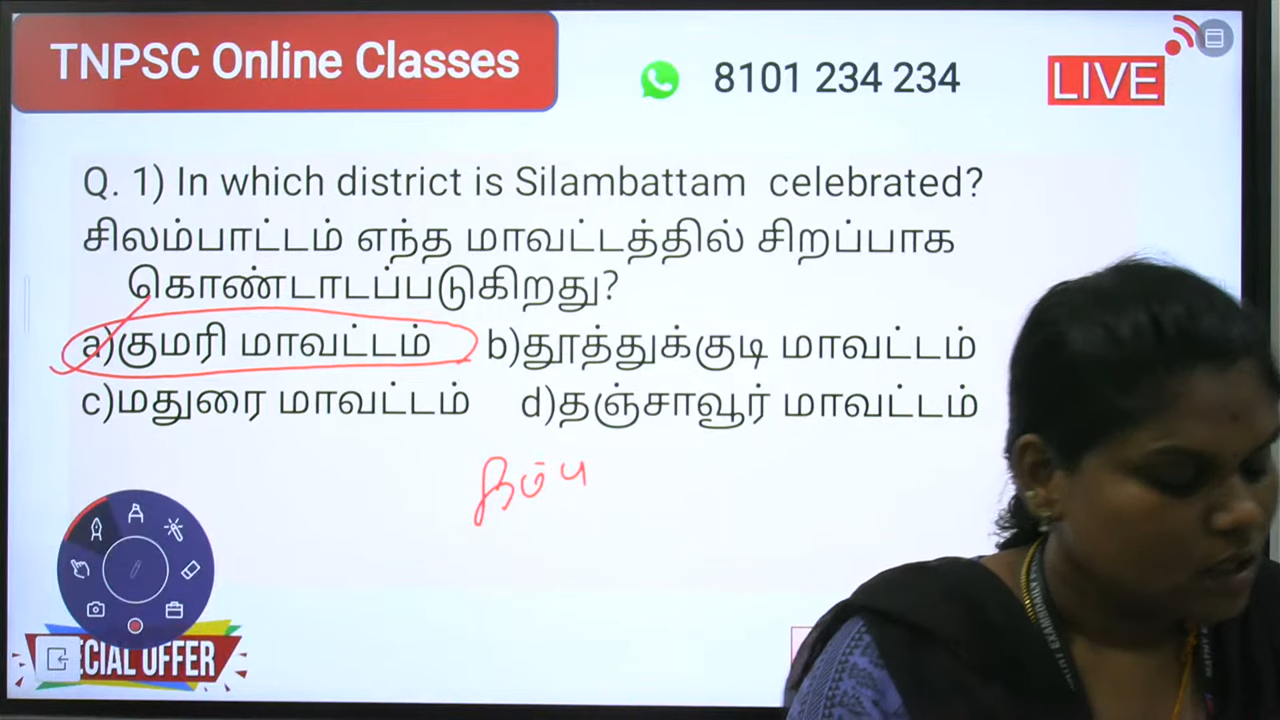 TNPSC Online Classes
8101 234 234
LIVE
Q. 1) In which district is Silambattam celebrated?
சிலம்பாட்டம் எந்த மாவட்டத்தில் சிறப்பாக
கொண்டாடப்படுகிறது?
a)குமரி மாவட்டம் b)தூத்துக்குடி மாவட்டம்
c)மதுரை மாவட்டம் d)தஞ்சாவூர் மாவட்டம்
OFFER